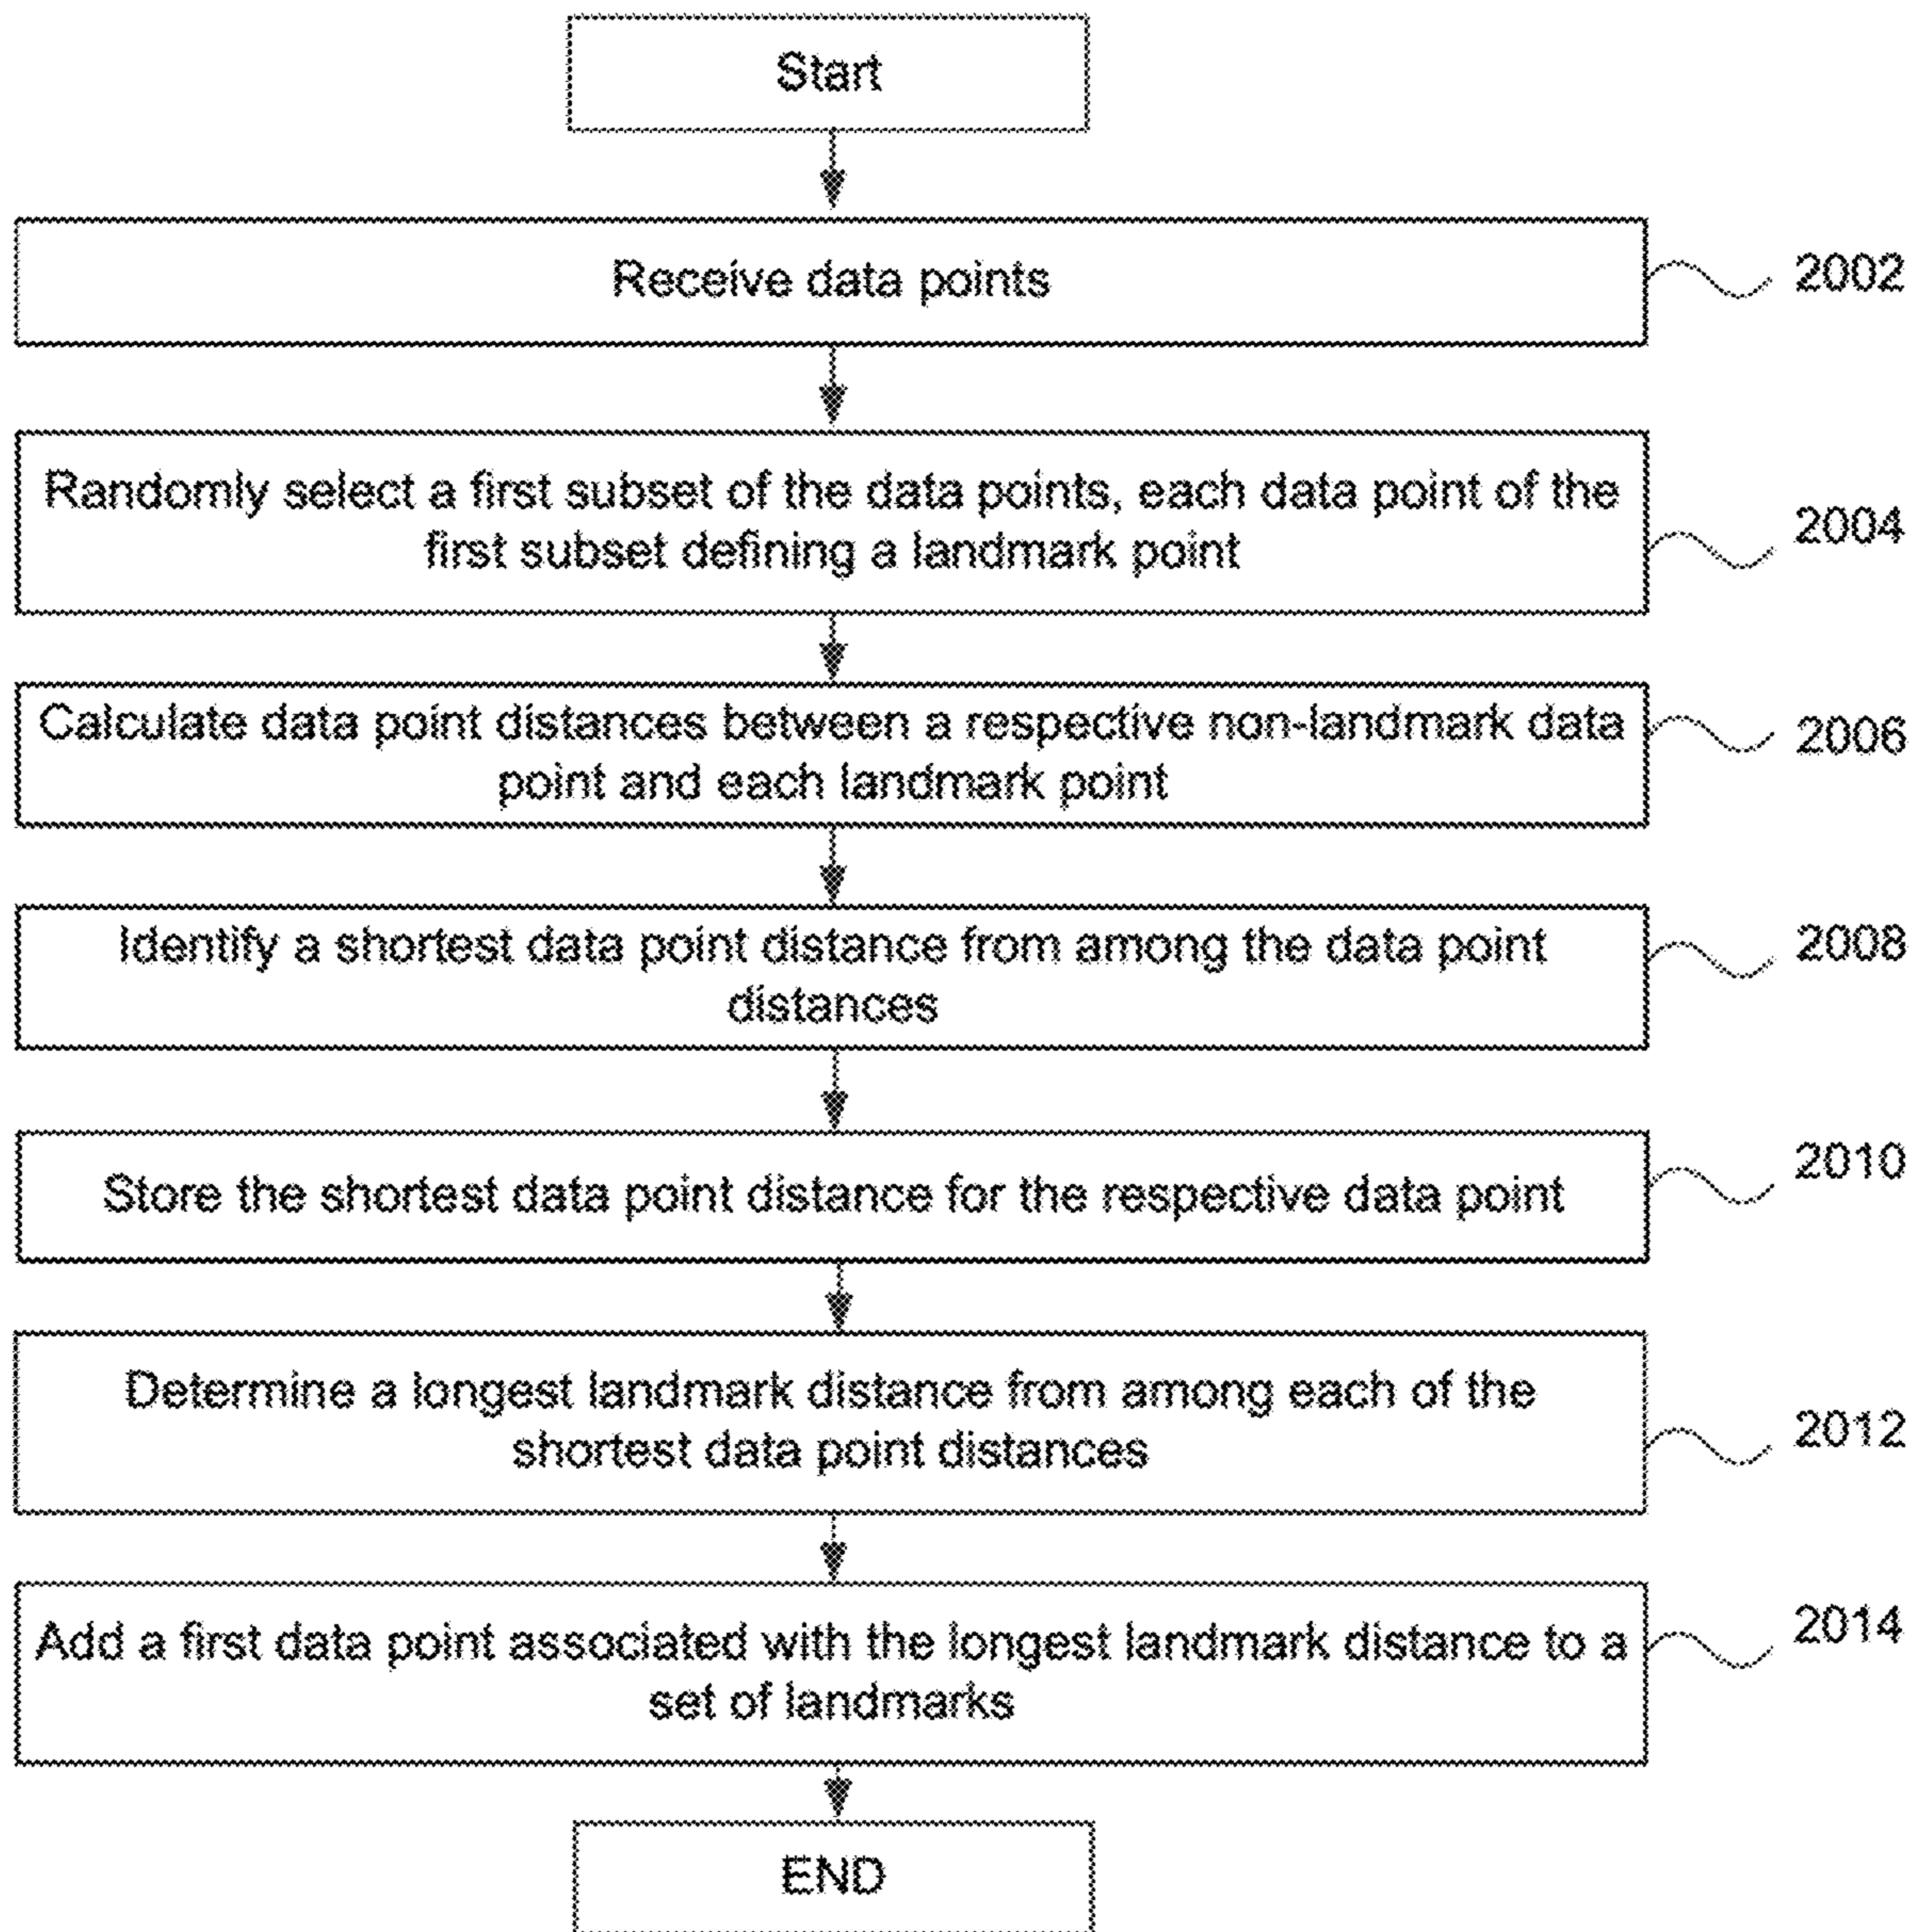 Start
Receive data points
2002
Randomly select a first subset of the data points, each data point of the
first subset defining a landmark point
2004
Calculate data point distances between a respective non-landmark data
point and each landmark point
2006
Identify a shortest data point distance from among the data point
distances
2008
Store the shortest data point distance for the respective data point
2010
Determine a longest landmark distance from among each of the
shortest data point distances
2012
Add a first data point associated with the longest landmark distance to a
set of landmarks
2014
END